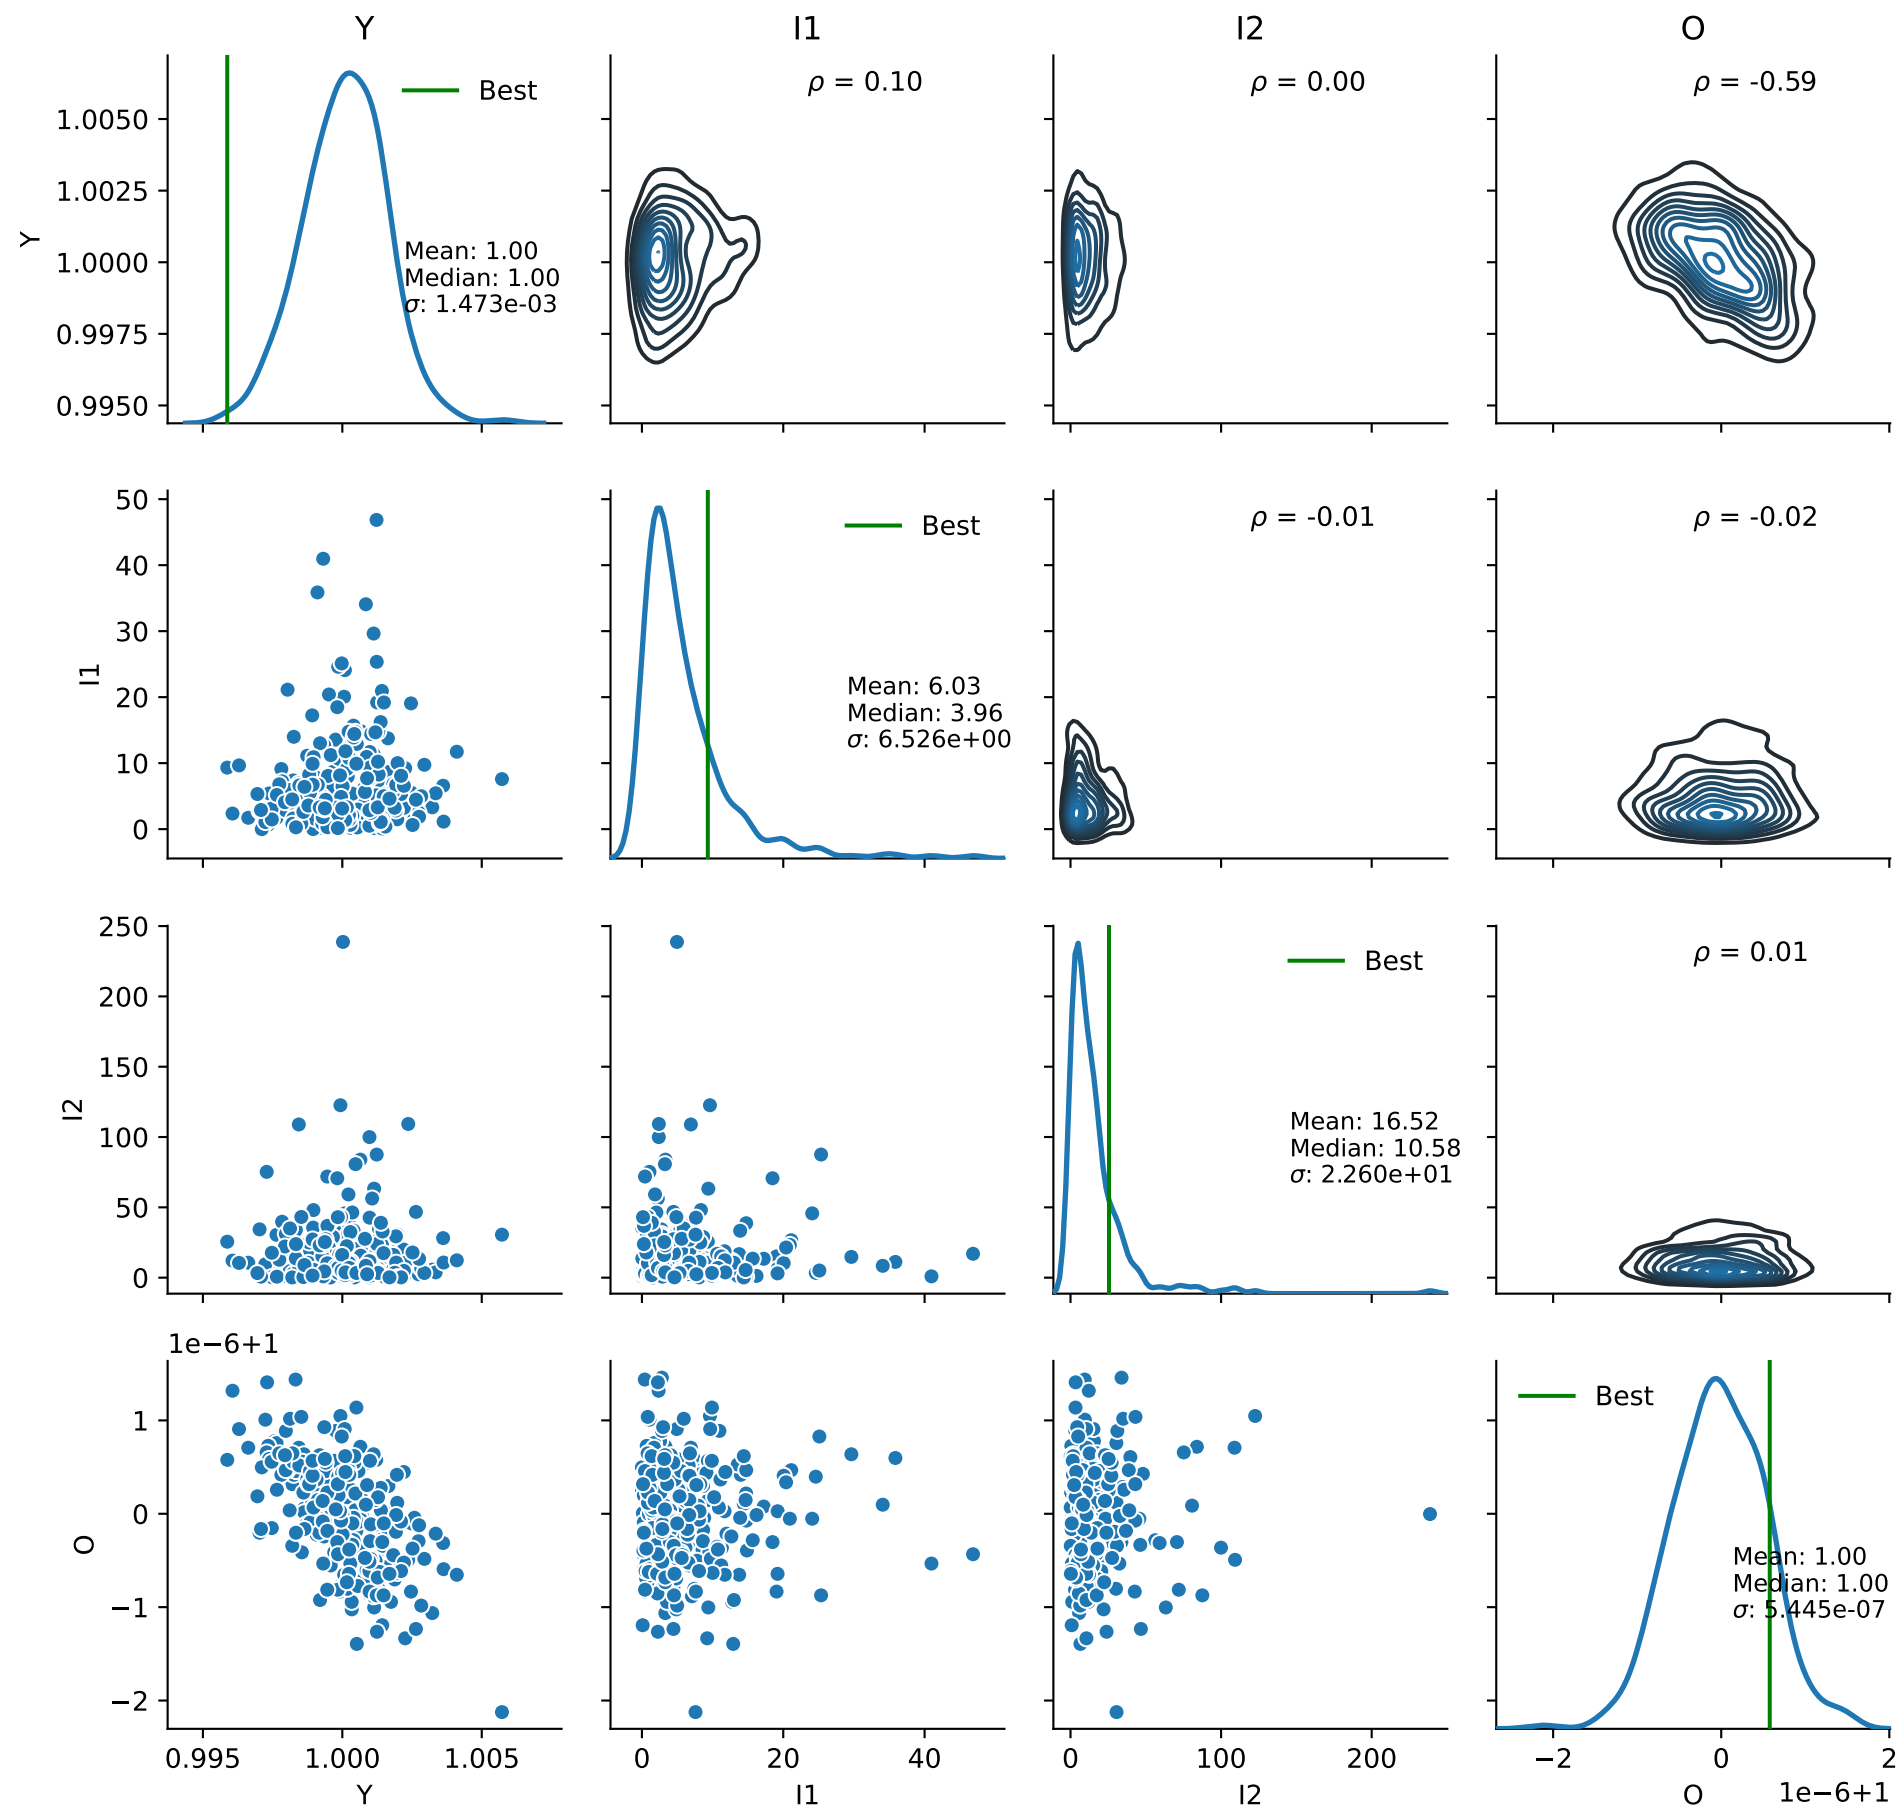 Y I1 I2 O
Best
ρ = 0.10
ρ = 0.00
ρ = -0.59
1.0050
1.0025
1.0000
0.9975
0.9950
Y
Mean: 1.00
Median: 1.00
σ: 1.473e-03
50
40
30
20
10
0
I1
Best
ρ = -0.01
ρ = -0.02
Mean: 6.03
Median: 3.96
σ: 6.526e+00
250
200
150
100
50
0
I2
Best
ρ = 0.01
Mean: 16.52
Median: 10.58
σ: 2.260e+01
1e−6+1
1
0
−1
−2
O
Best
Mean: 1.00
Median: 1.00
σ: 5.445e-07
0.995 1.000 1.005
0 20 40
0 100 200
−2 0 2
Y I1 I2 O
1e−6+1